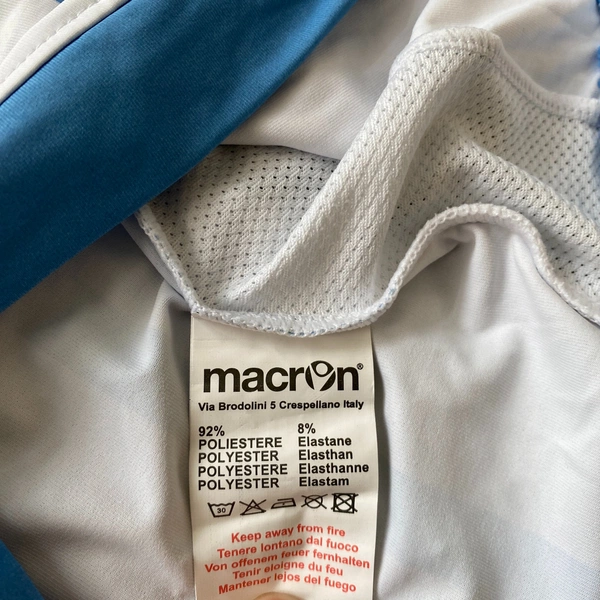 macron®
Via Brodolini 5 Crespellano Italy
92% 8%
POLIESTERE Elastane
POLYESTER Elasthan
POLYESTERE Elasthanne
POLYESTER Elastam
30
Keep away from fire
Tenere lontano dal fuoco
Von offenem feuer fernhalten
Tenir eloigne du feu
Mantener lejos del fuego